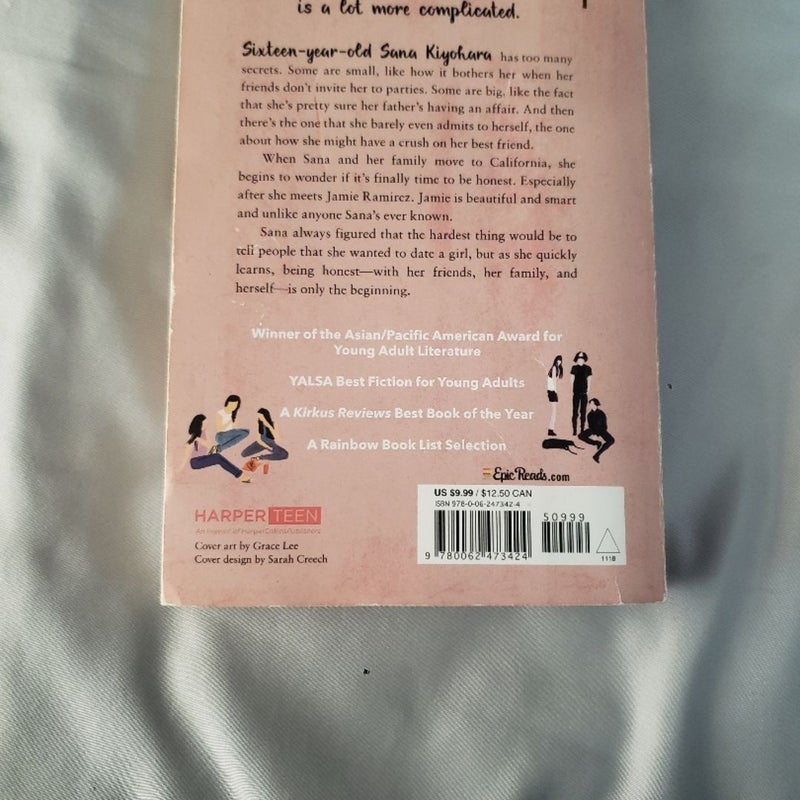 is a lot more complicated.
Sixteen-year-old Sana Kiyohara has too many
secrets. Some are small, like how it bothers her when her
friends don't invite her to parties. Some are big, like the fact
that she's pretty sure her father's having an affair. And then
there's the one that she barely even admits to herself, the one
about how she might have a crush on her best friend.
When Sana and her family move to California, she
begins to wonder if it's finally time to be honest. Especially
after she meets Jamie Ramirez. Jamie is beautiful and smart
and unlike anyone Sana's ever known.
Sana always figured that the hardest thing would be to
tell people that she wanted to date a girl, but as she quickly
learns, being honest—with her friends, her family, and
herself—is only the beginning.
Winner of the Asian/Pacific American Award for
Young Adult Literature
YALSA Best Fiction for Young Adults
A Kirkus Reviews Best Book of the Year
A Rainbow Book List Selection
EpicReads.com
HARPER TEEN
An Imprint of HarperCollinsPublishers
Cover art by Grace Lee
Cover design by Sarah Creech
US $9.99 / $12.50 CAN
ISBN 978-0-06-247342-4
50999
9 780062 473424
1118